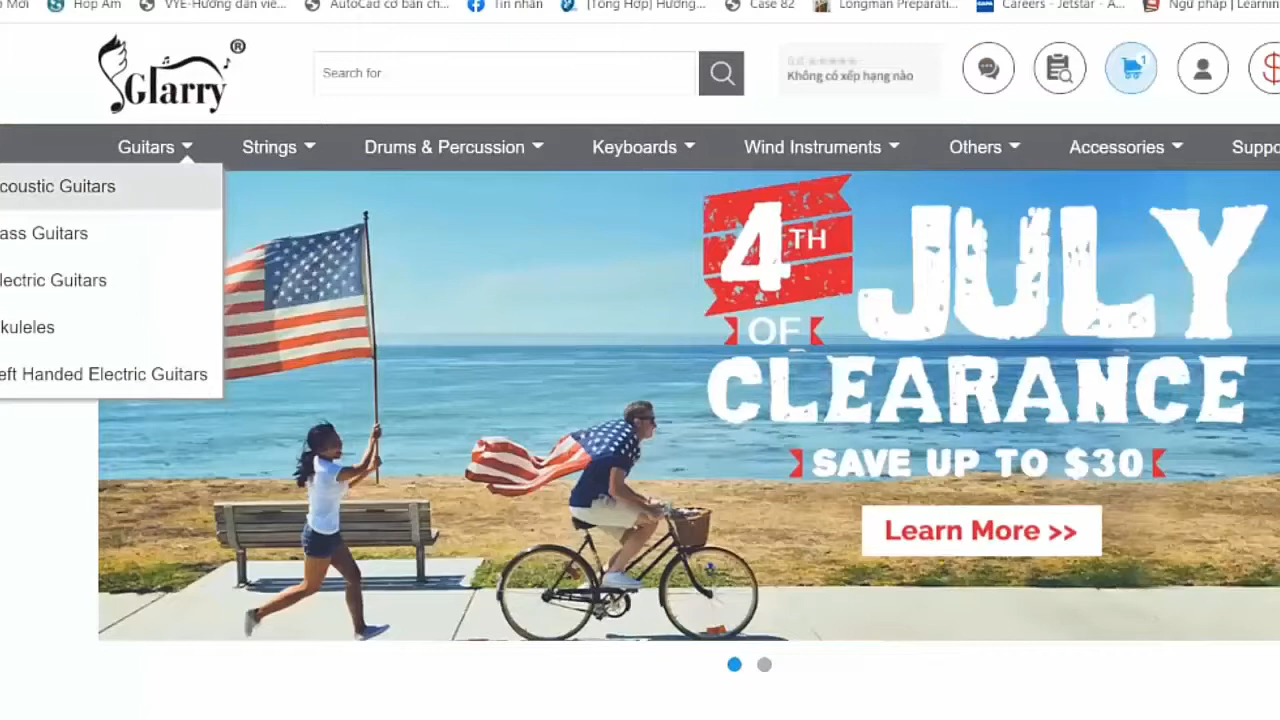 Mới
Hợp Âm
VYE-Hướng dẫn viê...
AutoCad cơ bản ch...
Tin nhắn
[Tổng Hợp] Hướng...
Case 82
Longman Preparati...
Careers - Jetstar - A...
Ngữ pháp | Learnin
Glarry ®
Search for
Không có xếp hạng nào
1
Guitars
Strings
Drums & Percussion
Keyboards
Wind Instruments
Others
Accessories
Suppo
coustic Guitars
ass Guitars
lectric Guitars
kuleles
eft Handed Electric Guitars
4TH
OF
JULY
CLEARANCE
SAVE UP TO $30
Learn More >>